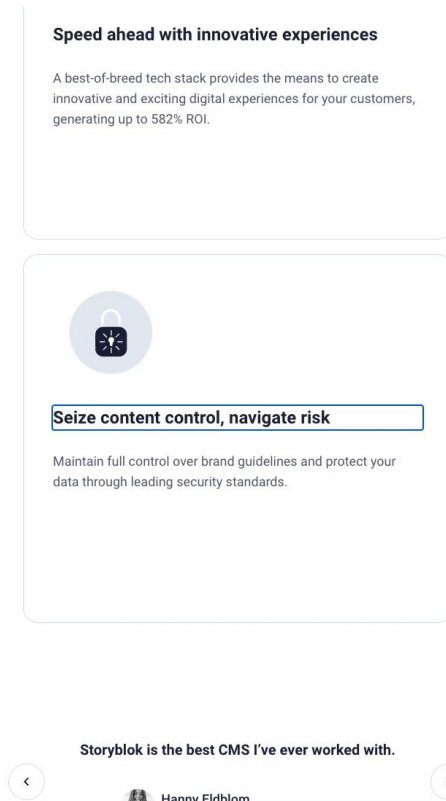 Speed ahead with innovative experiences
A best-of-breed tech stack provides the means to create
innovative and exciting digital experiences for your customers,
generating up to 582% ROI.
Seize content control, navigate risk
Maintain full control over brand guidelines and protect your
data through leading security standards.
Storyblok is the best CMS I’ve ever worked with.
Hanny Eldblom